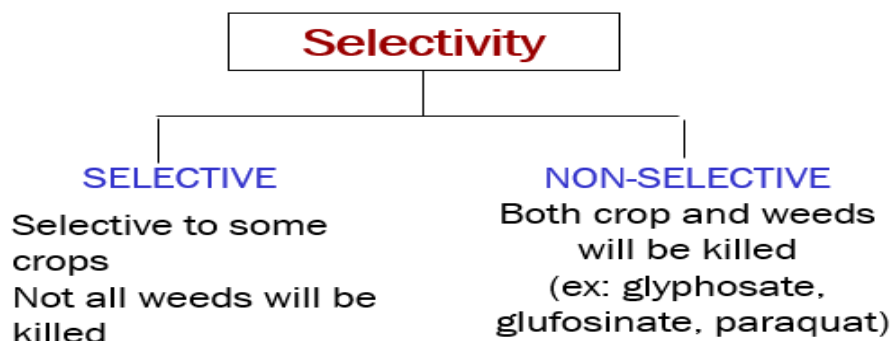 Selectivity
SELECTIVE
Selective to some
crops
Not all weeds will be
killed
NON-SELECTIVE
Both crop and weeds
will be killed
(ex: glyphosate,
glufosinate, paraquat)